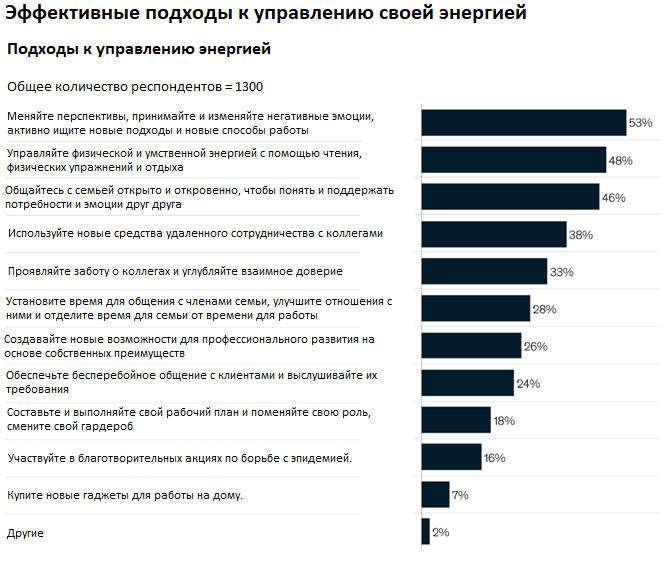 Эффективные подходы к управлению своей энергией
Подходы к управлению энергией
Общее количество респондентов = 1300
Меняйте перспективы, принимайте и изменяйте негативные эмоции,
активно ищите новые подходы и новые способы работы
53%
Управляйте физической и умственной энергией с помощью чтения,
физических упражнений и отдыха
48%
Общайтесь с семьей открыто и откровенно, чтобы понять и поддержать
потребности и эмоции друг друга
46%
Используйте новые средства удаленного сотрудничества с коллегами
38%
Проявляйте заботу о коллегах и углубляйте взаимное доверие
33%
Установите время для общения с членами семьи, улучшите отношения с
ними и отделите время для семьи от времени для работы
28%
Создавайте новые возможности для профессионального развития на
основе собственных преимуществ
26%
Обеспечьте бесперебойное общение с клиентами и выслушивайте их
требования
24%
Составьте и выполняйте свой рабочий план и поменяйте свою роль,
смените свой гардероб
18%
Участвуйте в благотворительных акциях по борьбе с эпидемией.
16%
Купите новые гаджеты для работы на дому.
7%
Другие
2%